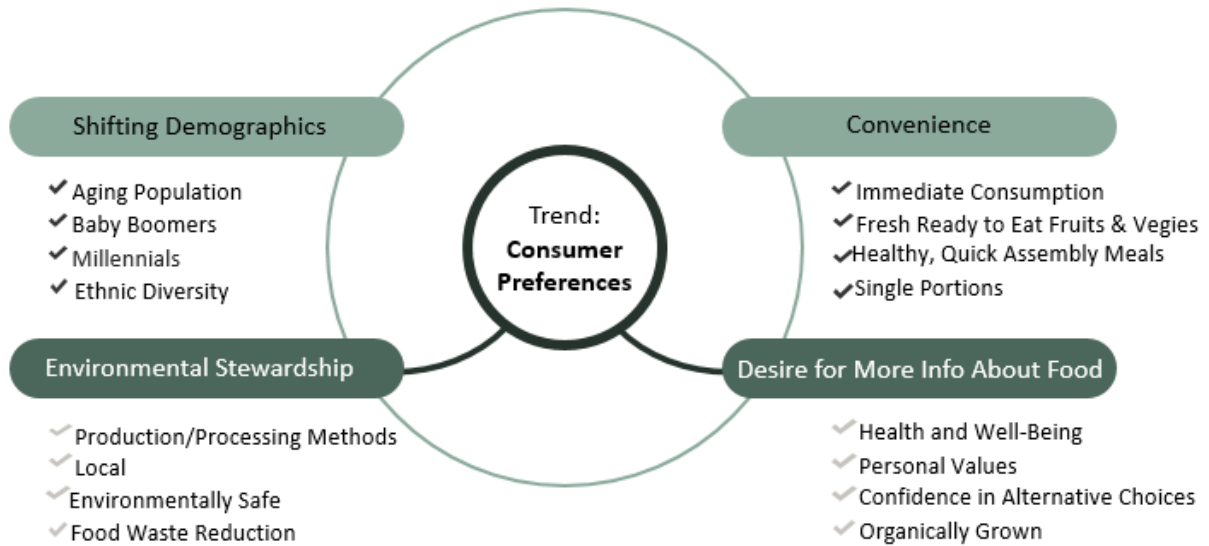 Shifting Demographics
Aging Population
Baby Boomers
Millennials
Ethnic Diversity
Trend:
Consumer
Preferences
Convenience
Immediate Consumption
Fresh Ready to Eat Fruits & Vegies
Healthy, Quick Assembly Meals
Single Portions
Environmental Stewardship
Production/Processing Methods
Local
Environmentally Safe
Food Waste Reduction
Desire for More Info About Food
Health and Well-Being
Personal Values
Confidence in Alternative Choices
Organically Grown